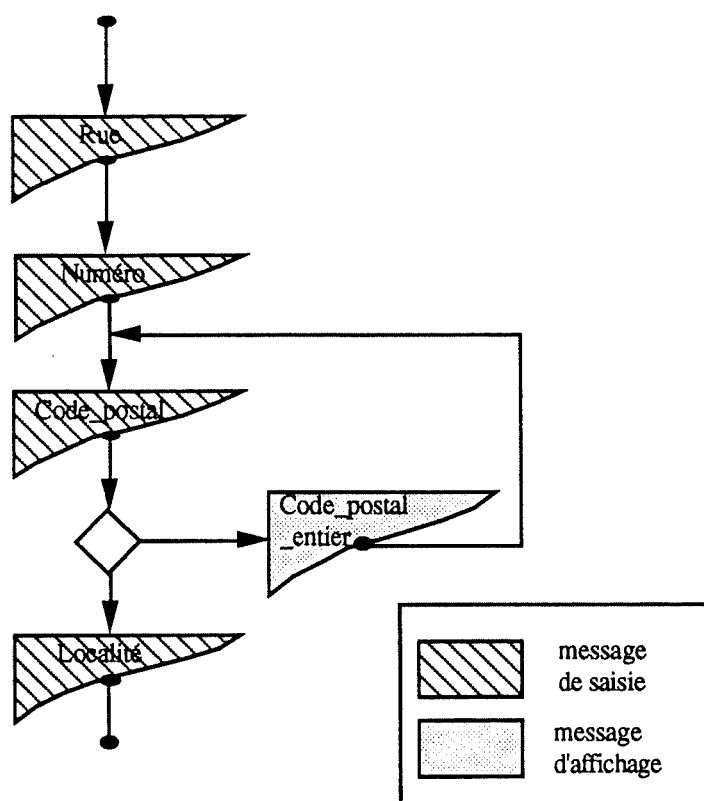 Rue
Numéro
Code_postal
Code_postal
_entier
Localité
message
de saisie
message
d'affichage